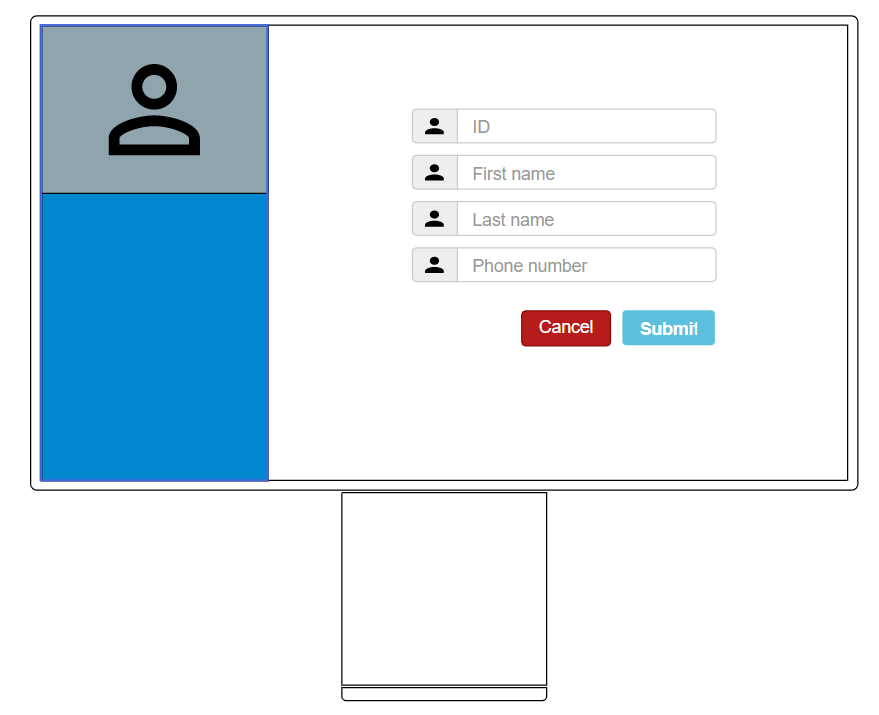 ID
First name
Last name
Phone number
Cancel
Submit